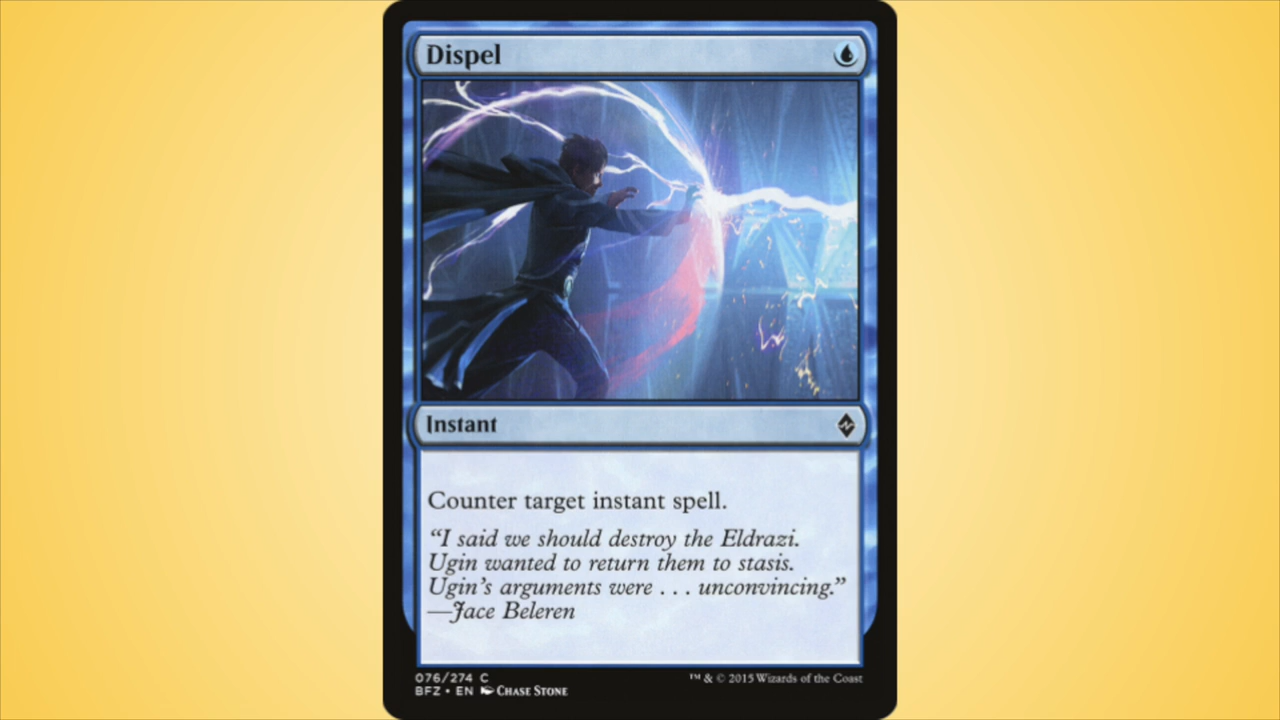 Dispel
Instant
Counter target instant spell.
“I said we should destroy the Eldrazi.
Ugin wanted to return them to stasis.
Ugin’s arguments were . . . unconvincing.”
—Jace Beleren
076/274 C
BFZ • EN Chase Stone
™ & © 2015 Wizards of the Coast